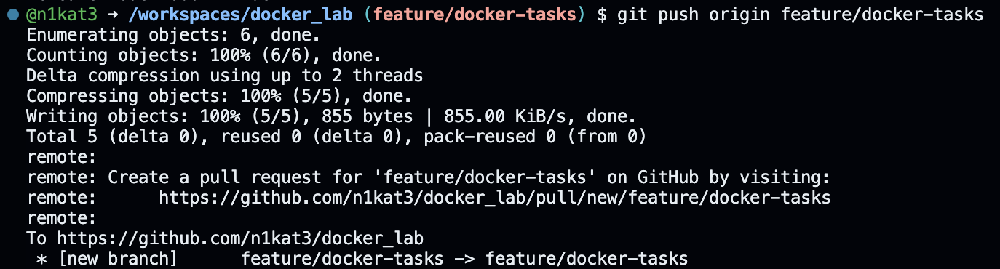 @n1kat3 → /workspaces/docker_lab (feature/docker-tasks) $ git push origin feature/docker-tasks
Enumerating objects: 6, done.
Counting objects: 100% (6/6), done.
Delta compression using up to 2 threads
Compressing objects: 100% (5/5), done.
Writing objects: 100% (5/5), 855 bytes | 855.00 KiB/s, done.
Total 5 (delta 0), reused 0 (delta 0), pack-reused 0 (from 0)
remote:
remote: Create a pull request for 'feature/docker-tasks' on GitHub by visiting:
remote:      https://github.com/n1kat3/docker_lab/pull/new/feature/docker-tasks
remote:
To https://github.com/n1kat3/docker_lab
 * [new branch]      feature/docker-tasks -> feature/docker-tasks